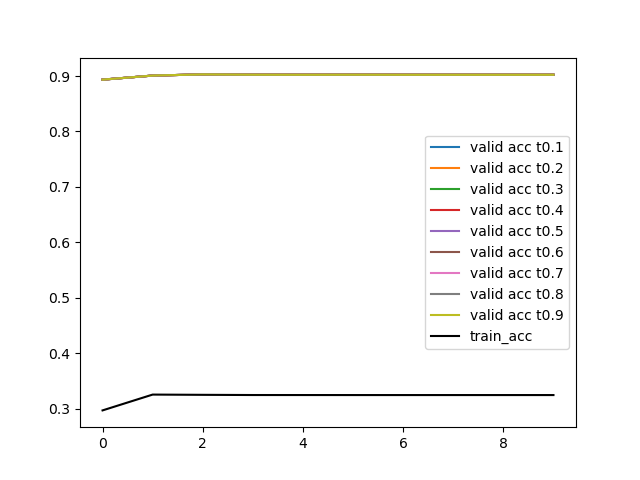 0.9
0.8
0.7
0.6
0.5
0.4
0.3
0 2 4 6 8
valid acc t0.1
valid acc t0.2
valid acc t0.3
valid acc t0.4
valid acc t0.5
valid acc t0.6
valid acc t0.7
valid acc t0.8
valid acc t0.9
train_acc